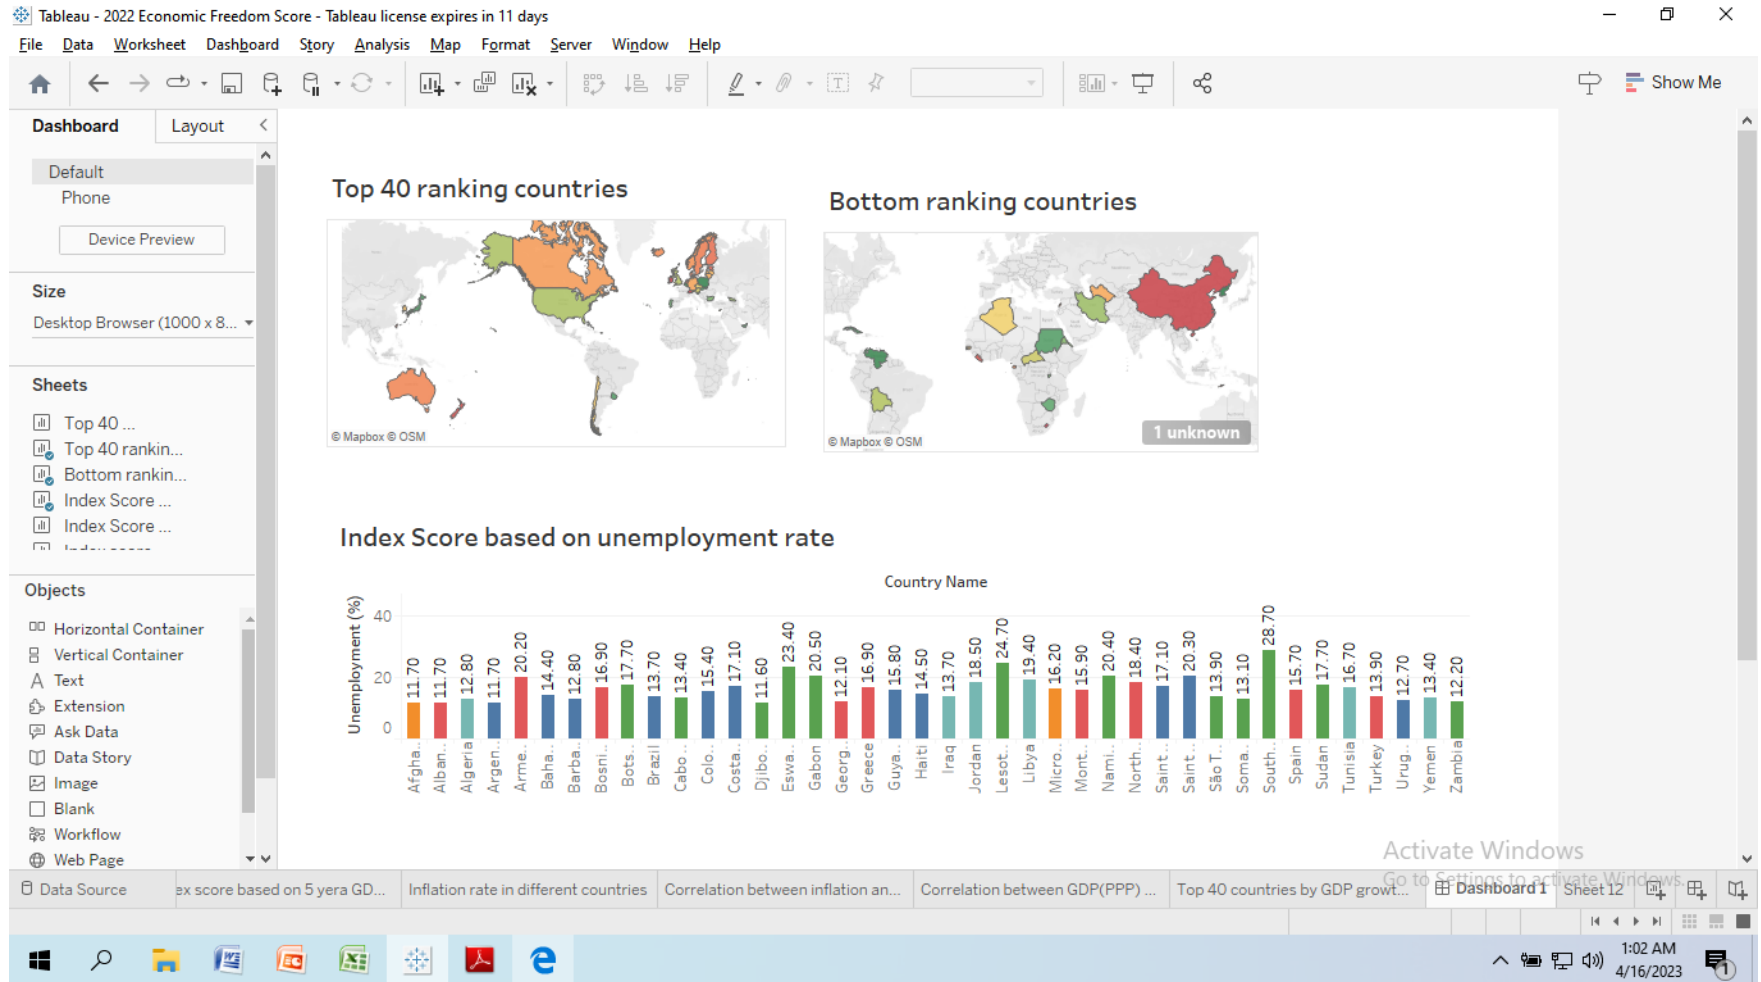 Tableau - 2022 Economic Freedom Score - Tableau license expires in 11 days
File Data Worksheet Dashboard Story Analysis Map Format Server Window Help
Show Me
Dashboard Layout
Default
Phone
Device Preview
Size
Desktop Browser (1000 x 8...
Sheets
Top 40 ...
Top 40 rankin...
Bottom rankin...
Index Score ...
Index Score ...
Objects
Horizontal Container
Vertical Container
A Text
Extension
Ask Data
Data Story
Image
Blank
Workflow
Web Page
Top 40 ranking countries
© Mapbox © OSM
Bottom ranking countries
© Mapbox © OSM
1 unknown
Index Score based on unemployment rate
Country Name
Unemployment (%)
40
20
0
11.70 11.70 12.80 11.70 20.20 14.40 12.80 16.90 17.70 13.70 13.40 15.40 17.10 11.60 23.40 20.50 12.10 16.90 15.80 14.50 13.70 18.50 24.70 19.40 16.20 15.90 20.40 18.40 17.10 20.30 13.90 13.10 28.70 15.70 17.70 16.70 13.90 12.70 13.40 12.20
Afgha.. Alban.. Algeria Argen.. Arme.. Baha.. Barba.. Bosni.. Bots.. Brazil Cabo .. Colo.. Costa.. Djibo.. Eswa.. Gabon Georg.. Greece Guya.. Haiti Iraq Jordan Lesot.. Libya Micro.. Mont.. Nami.. North.. Saint .. Saint .. São T.. Soma.. South.. Spain Sudan Tunisia Turkey Urug.. Yemen Zambia
Activate Windows
Go to Settings to activate Windows.
Data Source ex score based on 5 yera GD... Inflation rate in different countries Correlation between inflation an... Correlation between GDP(PPP) ... Top 40 countries by GDP growt... Dashboard 1 Sheet 12
1:02 AM
4/16/2023
1